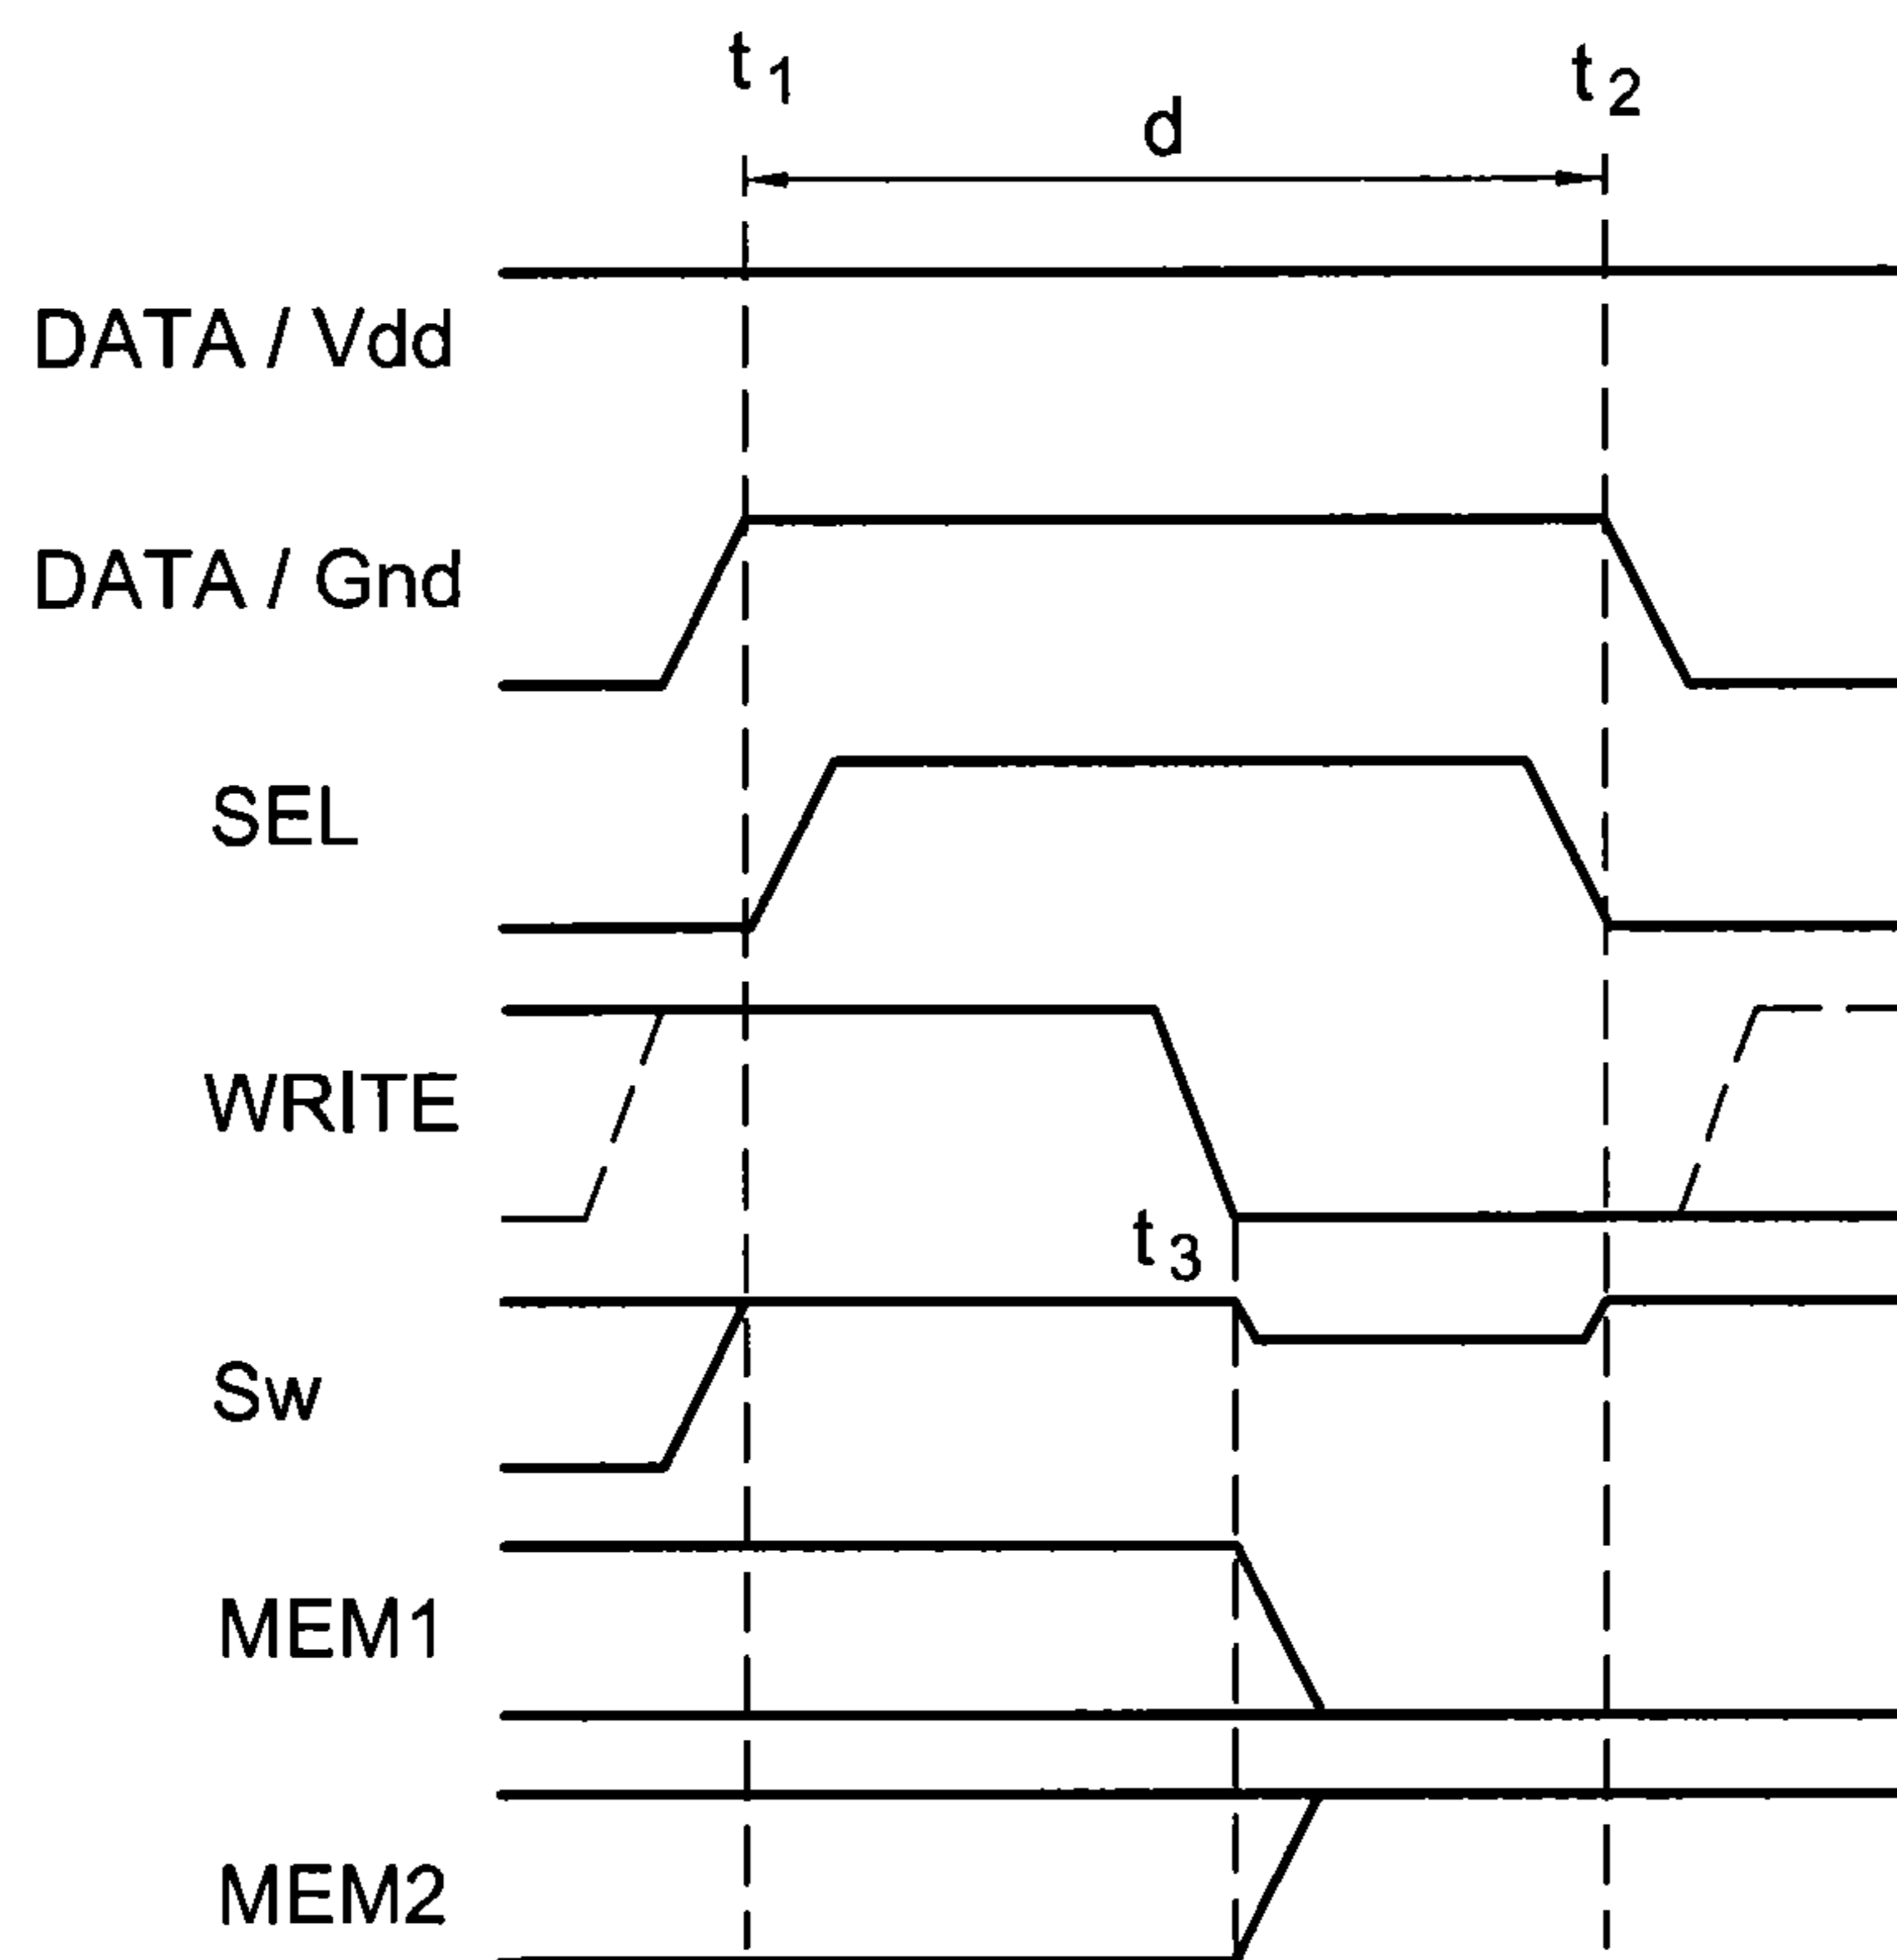 t1
t2
d
DATA / Vdd
DATA / Gnd
SEL
WRITE
t3
Sw
MEM1
MEM2